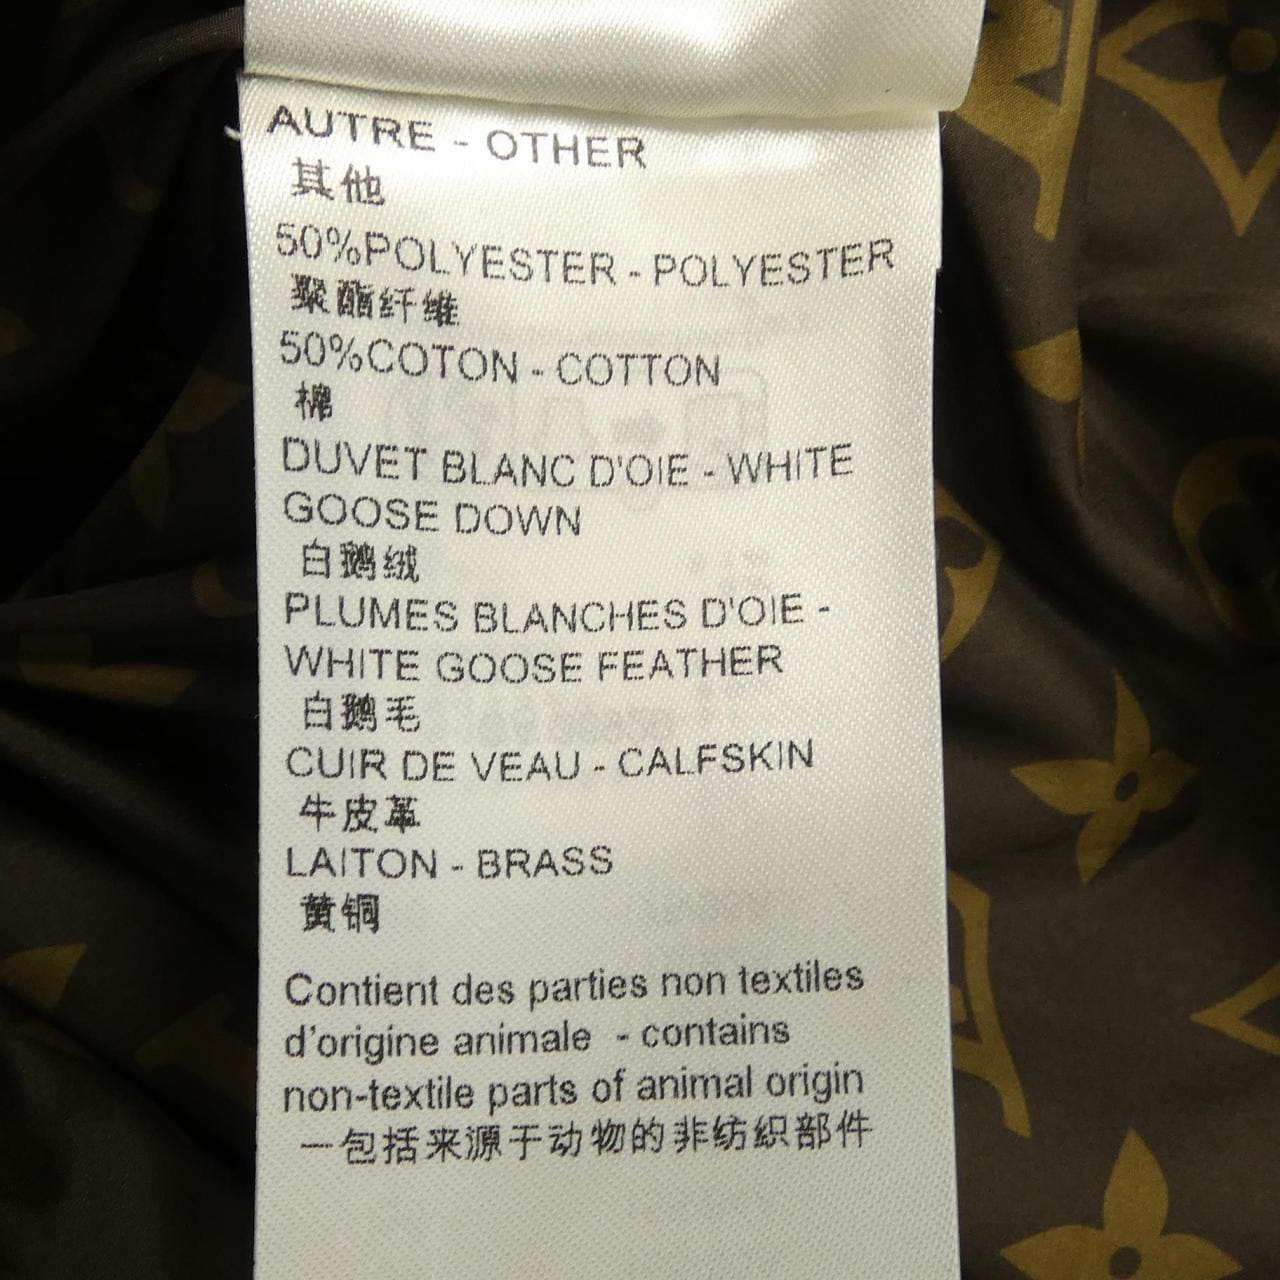 AUTRE - OTHER
其他
50%POLYESTER - POLYESTER
聚酯纤维
50%COTON - COTTON
棉
DUVET BLANC D'OIE - WHITE
GOOSE DOWN
白鹅绒
PLUMES BLANCHES D'OIE -
WHITE GOOSE FEATHER
白鹅毛
CUIR DE VEAU - CALFSKIN
牛皮革
LAITON - BRASS
黄铜
Contient des parties non textiles
d'origine animale - contains
non-textile parts of animal origin
一包括来源于动物的非纺织部件